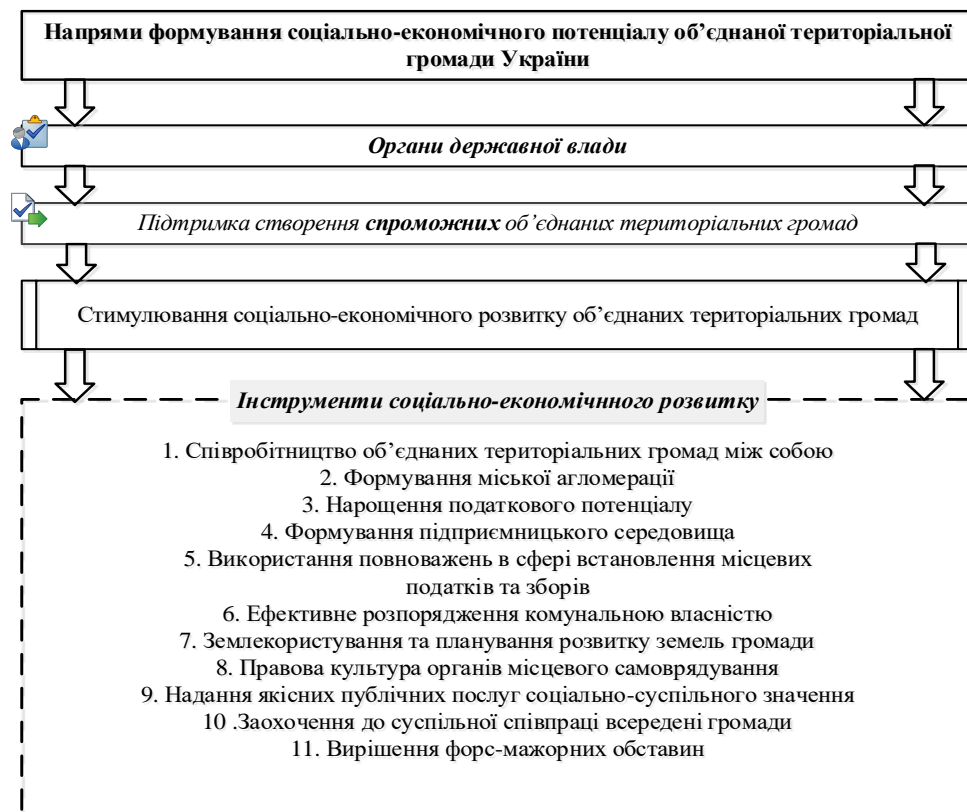 Напрями формування соціально-економічного потенціалу об’єднаної територіальної
громади України
Органи державної влади
Підтримка створення спроможних об’єднаних територіальних громад
Стимулювання соціально-економічного розвитку об’єднаних територіальних громад
Інструменти соціально-економічнного розвитку
1. Співробітництво об’єднаних територіальних громад між собою
2. Формування міської агломерації
3. Нарощення податкового потенціалу
4. Формування підприємницького середовища
5. Використання повноважень в сфері встановлення місцевих
податків та зборів
6. Ефективне розпорядження комунальною власністю
7. Землекористування та планування розвитку земель громади
8. Правова культура органів місцевого самоврядування
9. Надання якісних публічних послуг соціально-суспільного значення
10 .Заохочення до суспільної співпраці всередені громади
11. Вирішення форс-мажорних обставин